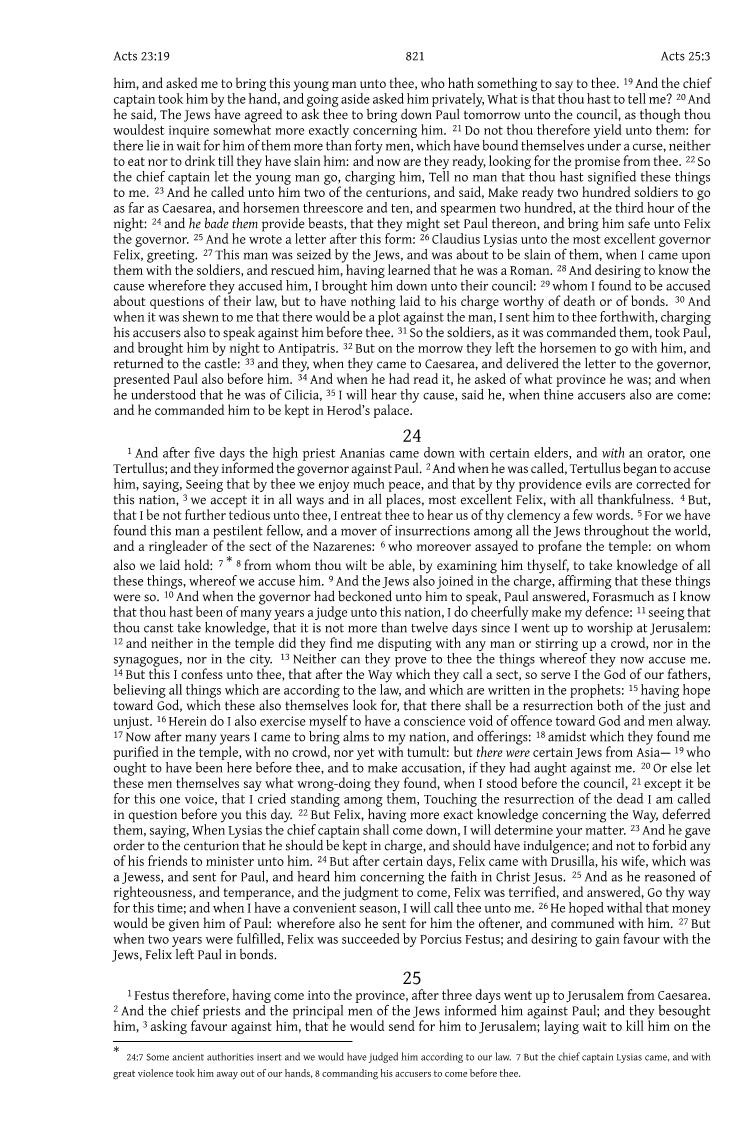 Acts 23:19 821 Acts 25:3
him, and asked me to bring this young man unto thee, who hath something to say to thee. 19 And the chief
captain took him by the hand, and going aside asked him privately, What is that thou hast to tell me? 20 And
he said, The Jews have agreed to ask thee to bring down Paul tomorrow unto the council, as though thou
wouldest inquire somewhat more exactly concerning him. 21 Do not thou therefore yield unto them: for
there lie in wait for him of them more than forty men, which have bound themselves under a curse, neither
to eat nor to drink till they have slain him: and now are they ready, looking for the promise from thee. 22 So
the chief captain let the young man go, charging him, Tell no man that thou hast signified these things
to me. 23 And he called unto him two of the centurions, and said, Make ready two hundred soldiers to go
as far as Caesarea, and horsemen threescore and ten, and spearmen two hundred, at the third hour of the
night: 24 and he bade them provide beasts, that they might set Paul thereon, and bring him safe unto Felix
the governor. 25 And he wrote a letter after this form: 26 Claudius Lysias unto the most excellent governor
Felix, greeting. 27 This man was seized by the Jews, and was about to be slain of them, when I came upon
them with the soldiers, and rescued him, having learned that he was a Roman. 28 And desiring to know the
cause wherefore they accused him, I brought him down unto their council: 29 whom I found to be accused
about questions of their law, but to have nothing laid to his charge worthy of death or of bonds. 30 And
when it was shewn to me that there would be a plot against the man, I sent him to thee forthwith, charging
his accusers also to speak against him before thee. 31 So the soldiers, as it was commanded them, took Paul,
and brought him by night to Antipatris. 32 But on the morrow they left the horsemen to go with him, and
returned to the castle: 33 and they, when they came to Caesarea, and delivered the letter to the governor,
presented Paul also before him. 34 And when he had read it, he asked of what province he was; and when
he understood that he was of Cilicia, 35 I will hear thy cause, said he, when thine accusers also are come:
and he commanded him to be kept in Herod's palace.
24
1 And after five days the high priest Ananias came down with certain elders, and with an orator, one
Tertullus; and they informed the governor against Paul. 2 And when he was called, Tertullus began to accuse
him, saying, Seeing that by thee we enjoy much peace, and that by thy providence evils are corrected for
this nation, 3 we accept it in all ways and in all places, most excellent Felix, with all thankfulness. 4 But,
that I be not further tedious unto thee, I entreat thee to hear us of thy clemency a few words. 5 For we have
found this man a pestilent fellow, and a mover of insurrections among all the Jews throughout the world,
and a ringleader of the sect of the Nazarenes: 6 who moreover assayed to profane the temple: on whom
also we laid hold: 7 * 8 from whom thou wilt be able, by examining him thyself, to take knowledge of all
these things, whereof we accuse him. 9 And the Jews also joined in the charge, affirming that these things
were so. 10 And when the governor had beckoned unto him to speak, Paul answered, Forasmuch as I know
that thou hast been of many years a judge unto this nation, I do cheerfully make my defence: 11 seeing that
thou canst take knowledge, that it is not more than twelve days since I went up to worship at Jerusalem:
12 and neither in the temple did they find me disputing with any man or stirring up a crowd, nor in the
synagogues, nor in the city. 13 Neither can they prove to thee the things whereof they now accuse me.
14 But this I confess unto thee, that after the Way which they call a sect, so serve I the God of our fathers,
believing all things which are according to the law, and which are written in the prophets: 15 having hope
toward God, which these also themselves look for, that there shall be a resurrection both of the just and
unjust. 16 Herein do I also exercise myself to have a conscience void of offence toward God and men alway.
17 Now after many years I came to bring alms to my nation, and offerings: 18 amidst which they found me
purified in the temple, with no crowd, nor yet with tumult: but there were certain Jews from Asia— 19 who
ought to have been here before thee, and to make accusation, if they had aught against me. 20 Or else let
these men themselves say what wrong-doing they found, when I stood before the council, 21 except it be
for this one voice, that I cried standing among them, Touching the resurrection of the dead I am called
in question before you this day. 22 But Felix, having more exact knowledge concerning the Way, deferred
them, saying, When Lysias the chief captain shall come down, I will determine your matter. 23 And he gave
order to the centurion that he should be kept in charge, and should have indulgence; and not to forbid any
of his friends to minister unto him. 24 But after certain days, Felix came with Drusilla, his wife, which was
a Jewess, and sent for Paul, and heard him concerning the faith in Christ Jesus. 25 And as he reasoned of
righteousness, and temperance, and the judgment to come, Felix was terrified, and answered, Go thy way
for this time; and when I have a convenient season, I will call thee unto me. 26 He hoped withal that money
would be given him of Paul: wherefore also he sent for him the oftener, and communed with him. 27 But
when two years were fulfilled, Felix was succeeded by Porcius Festus; and desiring to gain favour with the
Jews, Felix left Paul in bonds.
25
1 Festus therefore, having come into the province, after three days went up to Jerusalem from Caesarea.
2 And the chief priests and the principal men of the Jews informed him against Paul; and they besought
him, 3 asking favour against him, that he would send for him to Jerusalem; laying wait to kill him on the
* 24:7 Some ancient authorities insert and we would have judged him according to our law. 7 But the chief captain Lysias came, and with
great violence took him away out of our hands, 8 commanding his accusers to come before thee.